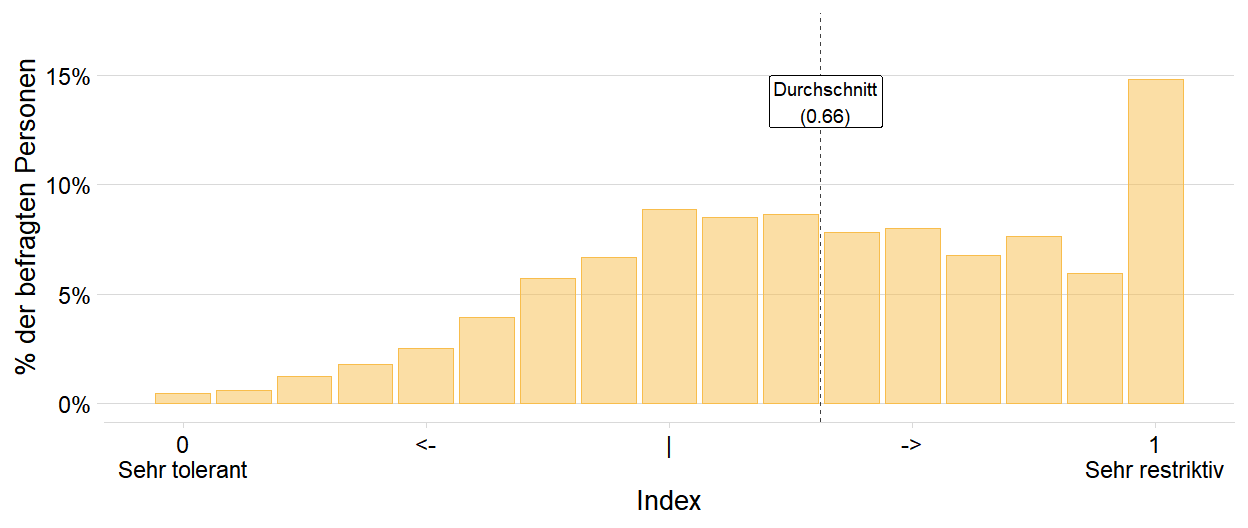 % der befragten Personen
15%
10%
5%
0%
Durchschnitt
(0.66)
0
Sehr tolerant
<-
|
->
1
Sehr restriktiv
Index